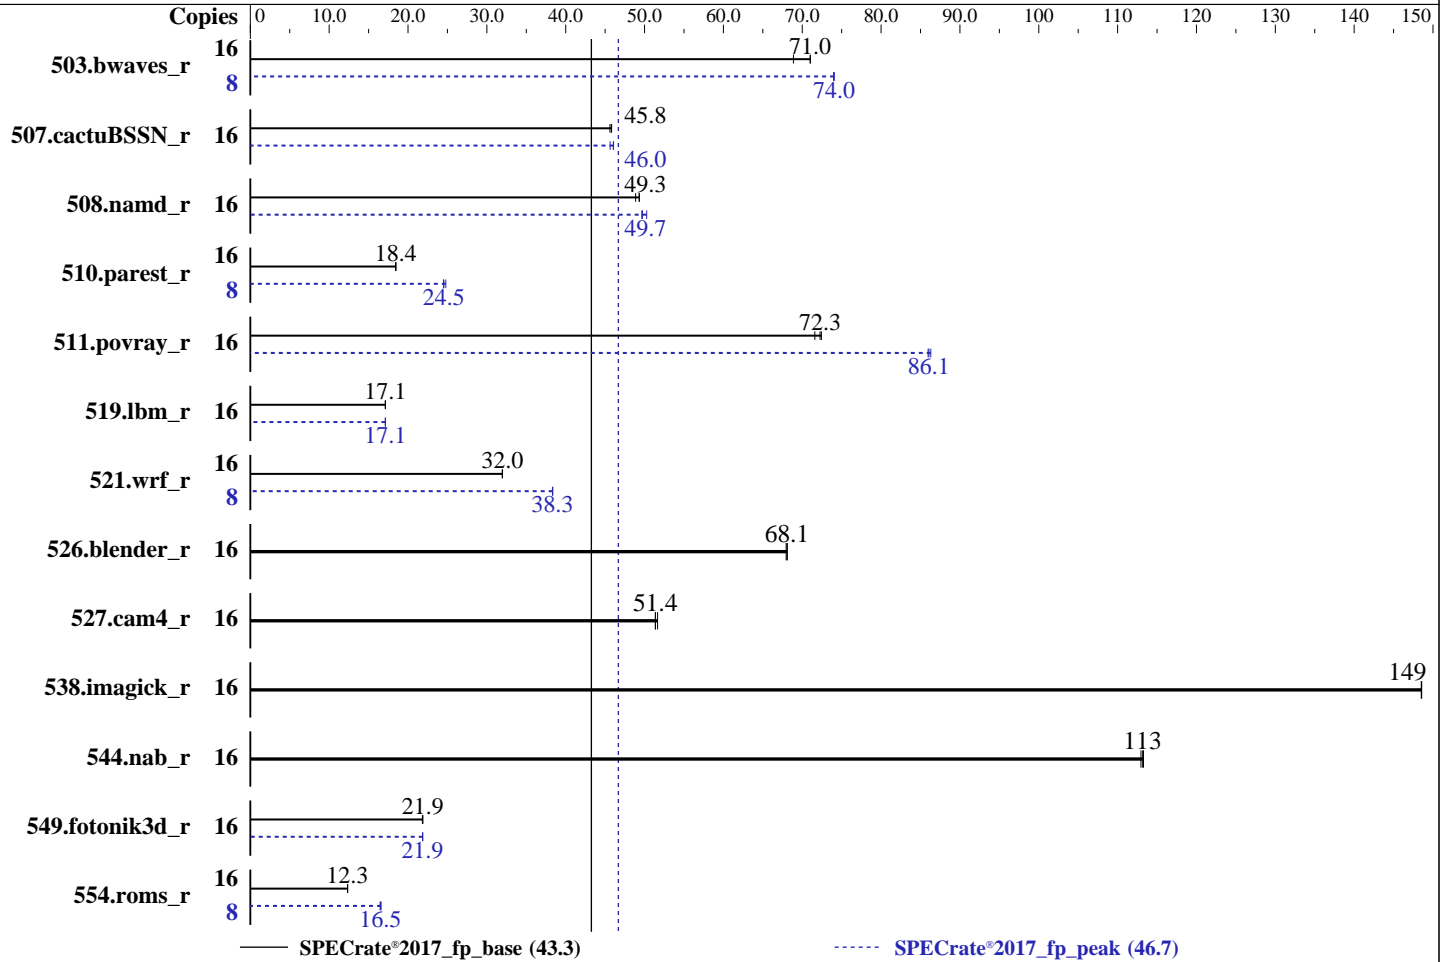 Copies 0 10.0 20.0 30.0 40.0 50.0 60.0 70.0 80.0 90.0 100 110 120 130 140 150
503.bwaves_r 16 71.0
8 74.0
507.cactuBSSN_r 16 45.8
46.0
508.namd_r 16 49.3
49.7
510.parest_r 16 18.4
8 24.5
511.povray_r 16 72.3
86.1
519.lbm_r 16 17.1
17.1
521.wrf_r 16 32.0
8 38.3
526.blender_r 16 68.1
527.cam4_r 16 51.4
538.imagick_r 16 149
544.nab_r 16 113
549.fotonik3d_r 16 21.9
21.9
554.roms_r 16 12.3
8 16.5
SPECrate®2017_fp_base (43.3) SPECrate®2017_fp_peak (46.7)